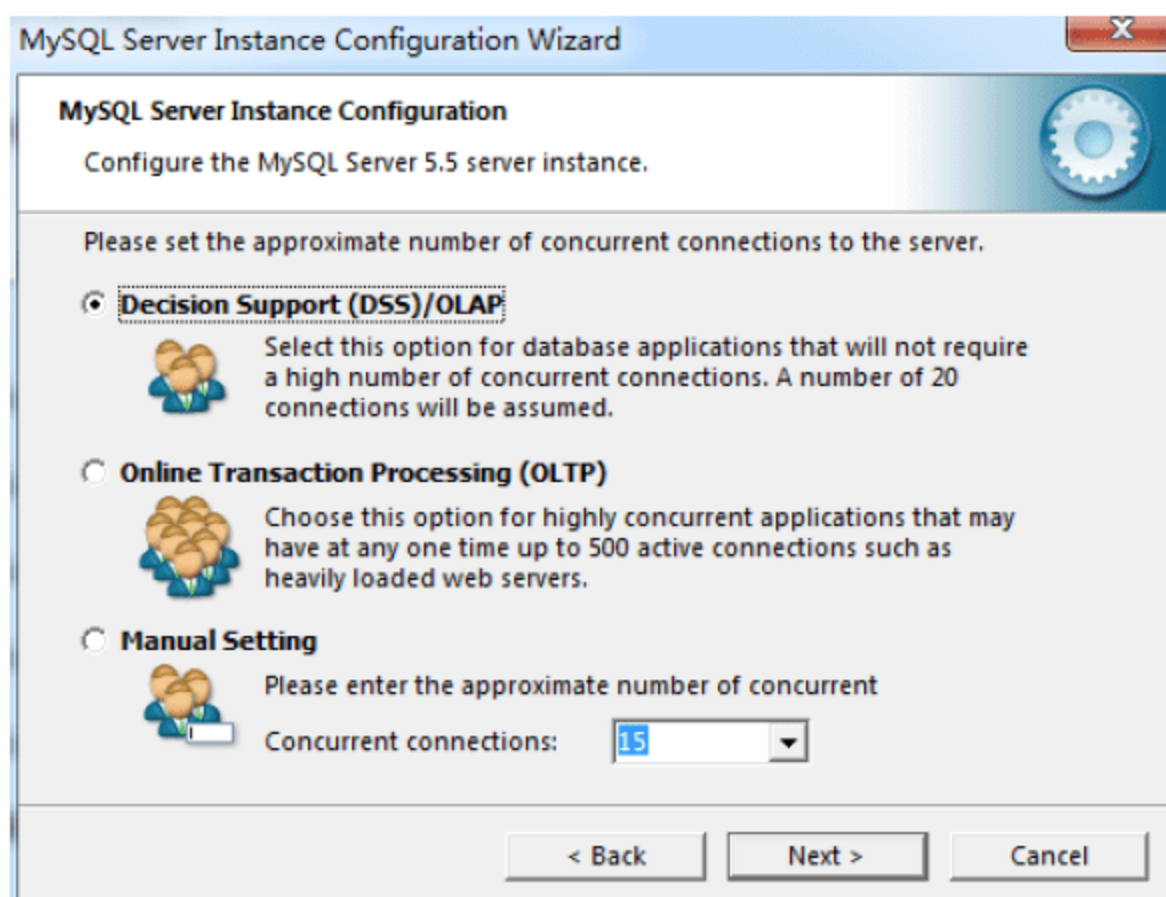 MySQL Server Instance Configuration Wizard
X
MySQL Server Instance Configuration
Configure the MySQL Server 5.5 server instance.
Please set the approximate number of concurrent connections to the server.
Decision Support (DSS)/OLAP
Select this option for database applications that will not require
a high number of concurrent connections. A number of 20
connections will be assumed.
Online Transaction Processing (OLTP)
Choose this option for highly concurrent applications that may
have at any one time up to 500 active connections such as
heavily loaded web servers.
Manual Setting
Please enter the approximate number of concurrent
Concurrent connections: 15
< Back Next > Cancel